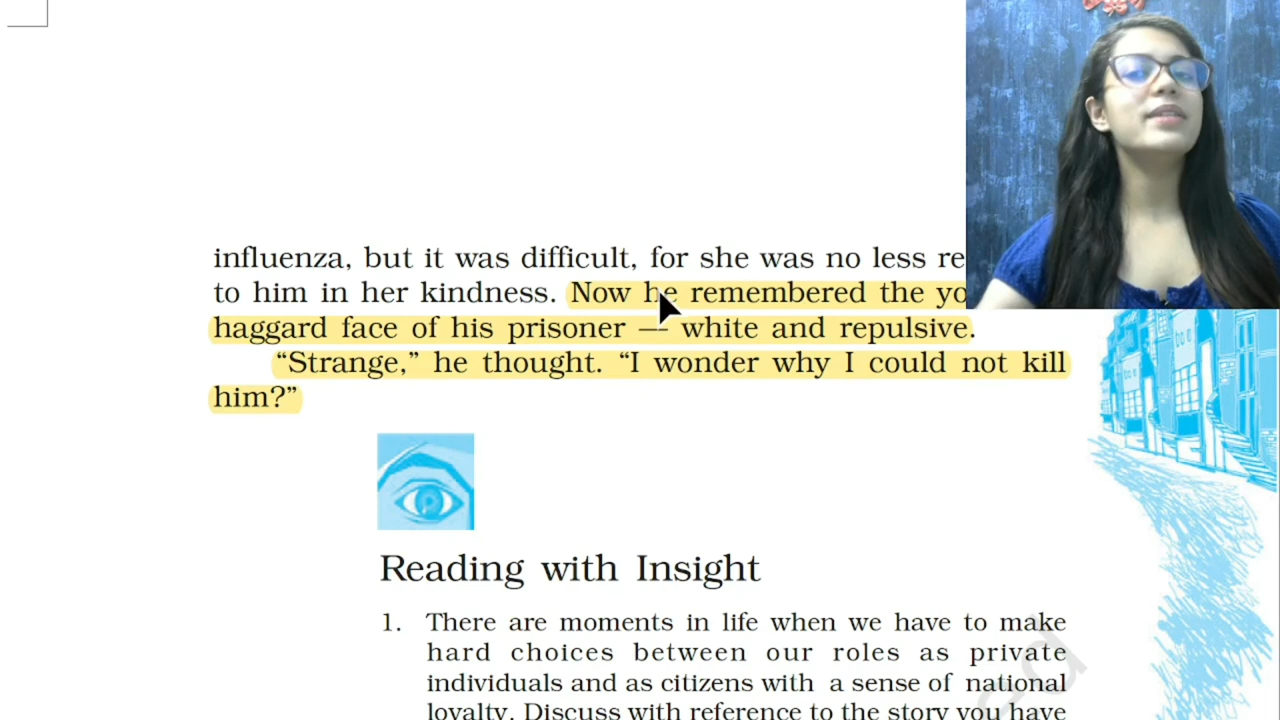 influenza, but it was difficult, for she was no less
to him in her kindness. Now he remembered the
haggard face of his prisoner — white and repulsive.
“Strange,” he thought. “I wonder why I could not kill
him?”
Reading with Insight
1. There are moments in life when we have to make
hard choices between our roles as private
individuals and as citizens with a sense of national
loyalty. Discuss with reference to the story you have